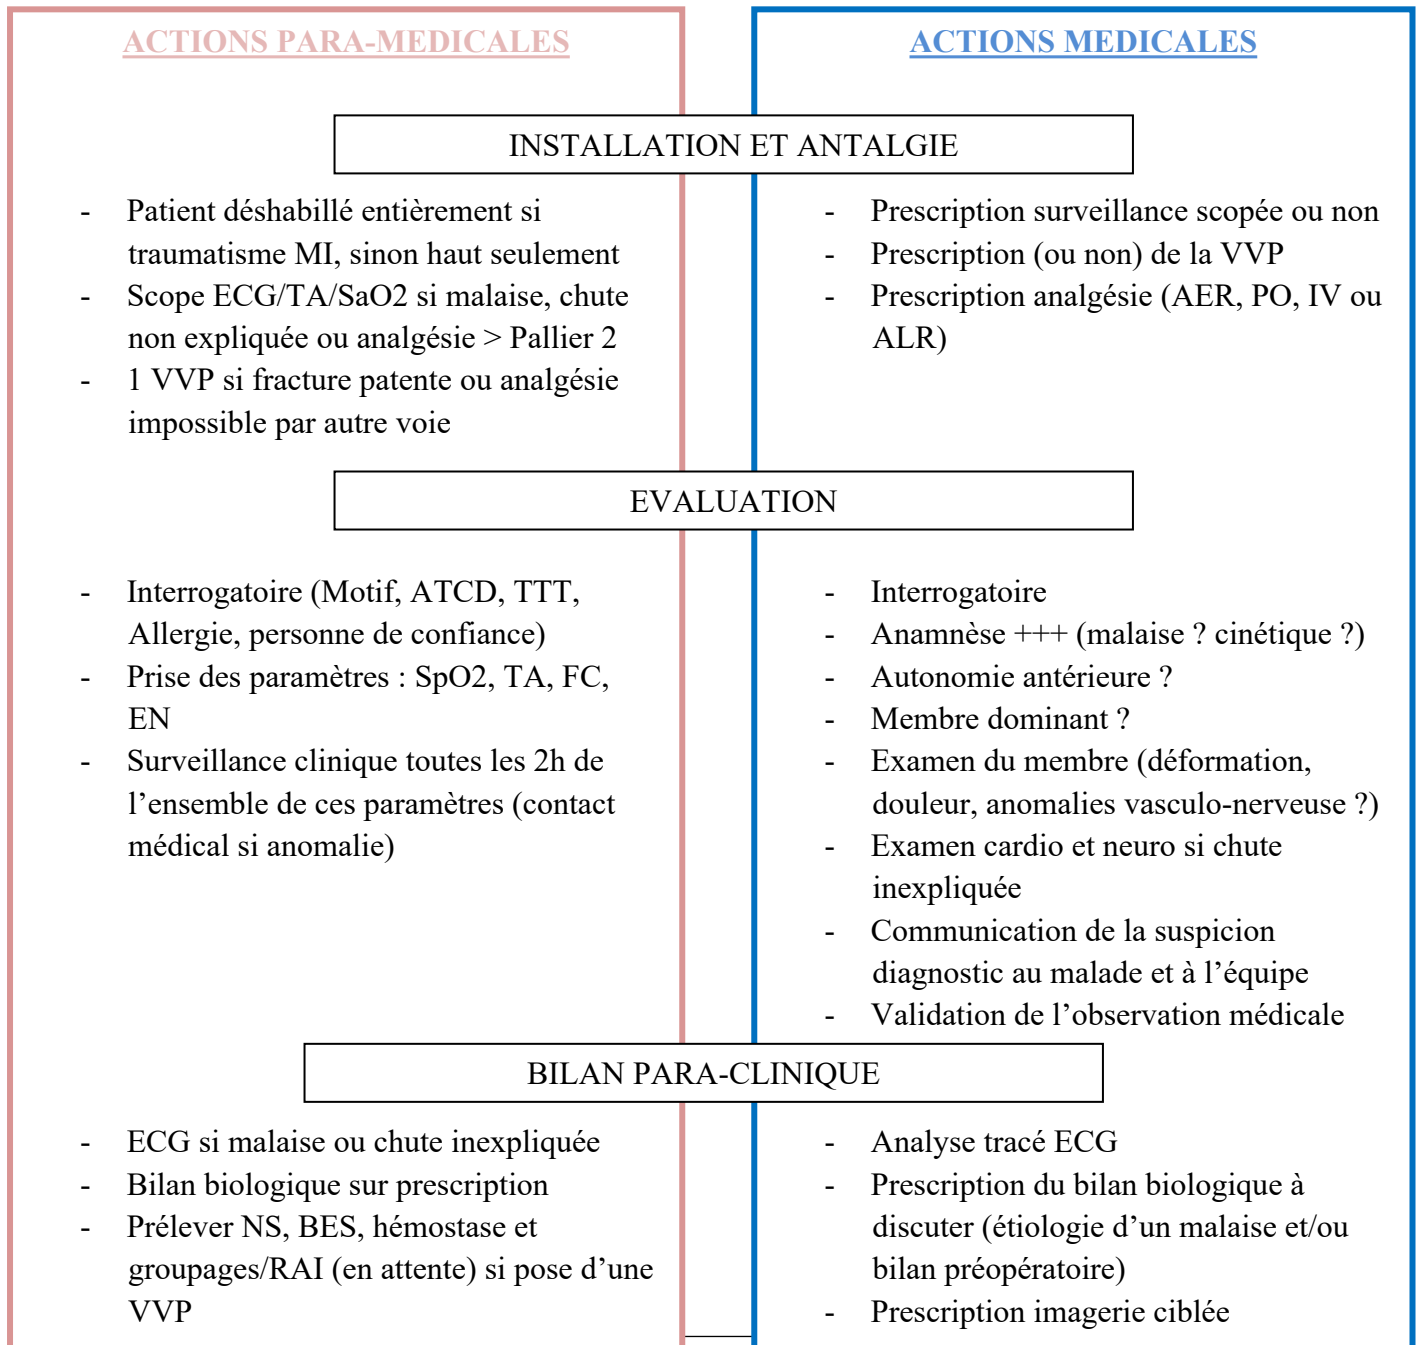 ACTIONS PARA-MEDICALES
ACTIONS MEDICALES
INSTALLATION ET ANTALGIE
- Patient déshabillé entièrement si
traumatisme MI, sinon haut seulement
- Scope ECG/TA/SaO2 si malaise, chute
non expliquée ou analgésie > Pallier 2
- 1 VVP si fracture patente ou analgésie
impossible par autre voie
- Prescription surveillance scopée ou non
- Prescription (ou non) de la VVP
- Prescription analgésie (AER, PO, IV ou
ALR)
EVALUATION
- Interrogatoire (Motif, ATCD, TTT,
Allergie, personne de confiance)
- Prise des paramètres : SpO2, TA, FC,
EN
- Surveillance clinique toutes les 2h de
l’ensemble de ces paramètres (contact
médical si anomalie)
- Interrogatoire
- Anamnèse +++ (malaise ? cinétique ?)
- Autonomie antérieure ?
- Membre dominant ?
- Examen du membre (déformation,
douleur, anomalies vasculo-nerveuse ?)
- Examen cardio et neuro si chute
inexpliquée
- Communication de la suspicion
diagnostic au malade et à l’équipe
- Validation de l’observation médicale
BILAN PARA-CLINIQUE
- ECG si malaise ou chute inexpliquée
- Bilan biologique sur prescription
- Prélever NS, BES, hémostase et
groupages/RAI (en attente) si pose d’une
VVP
- Analyse tracé ECG
- Prescription du bilan biologique à
discuter (étiologie d’un malaise et/ou
bilan préopératoire)
- Prescription imagerie ciblée